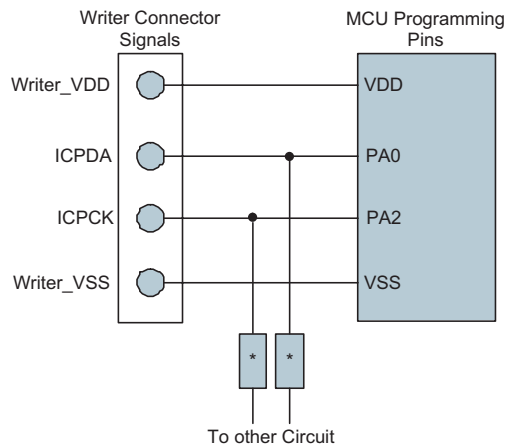 Writer Connector
Signals
MCU Programming
Pins
Writer_VDD
VDD
ICPDA
PA0
ICPCK
PA2
Writer_VSS
VSS
* *
To other Circuit